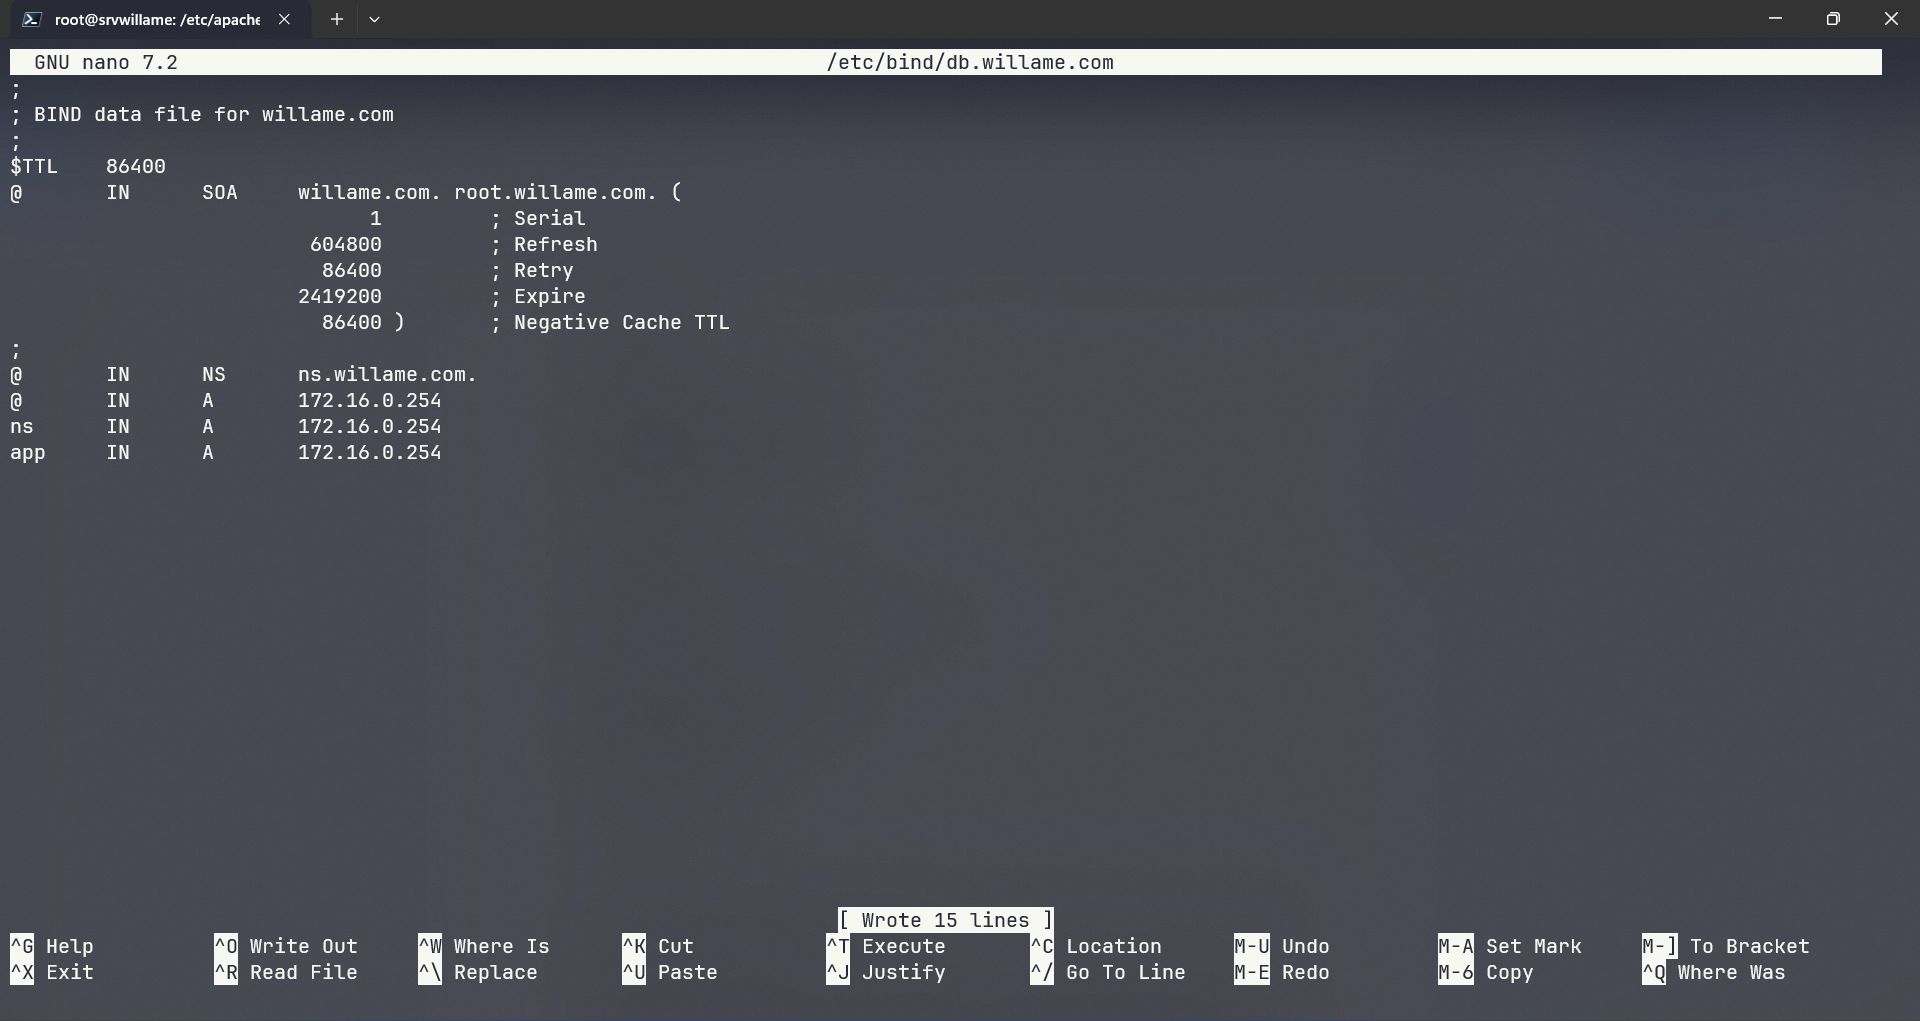 root@srvwillame: /etc/apache
GNU nano 7.2 /etc/bind/db.willame.com
;
; BIND data file for willame.com
;
$TTL 86400
@ IN SOA willame.com. root.willame.com. (
1 ; Serial
604800 ; Refresh
86400 ; Retry
2419200 ; Expire
86400 ) ; Negative Cache TTL
;
@ IN NS ns.willame.com.
@ IN A 172.16.0.254
ns IN A 172.16.0.254
app IN A 172.16.0.254
[ Wrote 15 lines ]
^G Help ^O Write Out ^W Where Is ^K Cut ^T Execute ^C Location M-U Undo M-A Set Mark M-] To Bracket
^X Exit ^R Read File ^\ Replace ^U Paste ^J Justify ^/ Go To Line M-E Redo M-6 Copy ^Q Where Was